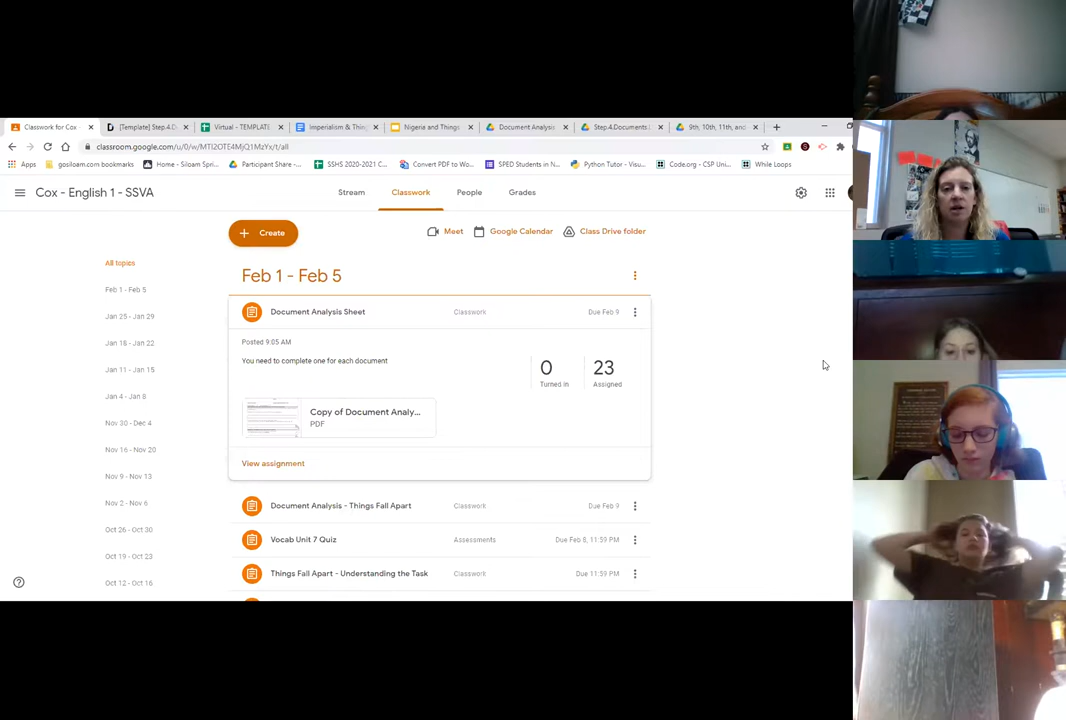 Classwork for Cox -
[Template] Step.4.D
Virtual - TEMPLATE
Imperialism & Thin
Nigeria and Things
Document Analysis
Step.4.Documents.
9th, 10th, 11th, an
classroom.google.com/u/0/w/MTI2OTE4MjQ1MzYx/t/all
Apps
gosiloam.com bookmarks
Home - Siloam Spri...
Participant Share -...
SSHS 2020-2021 C...
Convert PDF to Wo...
SPED Students in N...
Python Tutor - Visu...
Code.org - CSP Un...
While Loops
Cox - English 1 - SSVA
Stream
Classwork
People
Grades
Create
Meet
Google Calendar
Class Drive folder
All topics
Feb 1 - Feb 5
Jan 25 - Jan 29
Jan 18 - Jan 22
Jan 11 - Jan 15
Jan 4 - Jan 8
Nov 30 - Dec 4
Nov 16 - Nov 20
Nov 9 - Nov 13
Nov 2 - Nov 6
Oct 26 - Oct 30
Oct 19 - Oct 23
Oct 12 - Oct 16
Feb 1 - Feb 5
Document Analysis Sheet
Classwork
Due Feb 9
Posted 9:05 AM
You need to complete one for each document
0
Turned in
23
Assigned
Copy of Document Analy...
PDF
View assignment
Document Analysis - Things Fall Apart
Classwork
Due Feb 9
Vocab Unit 7 Quiz
Assessments
Due Feb 8, 11:59 PM
Things Fall Apart - Understanding the Task
Classwork
Due 11:59 PM